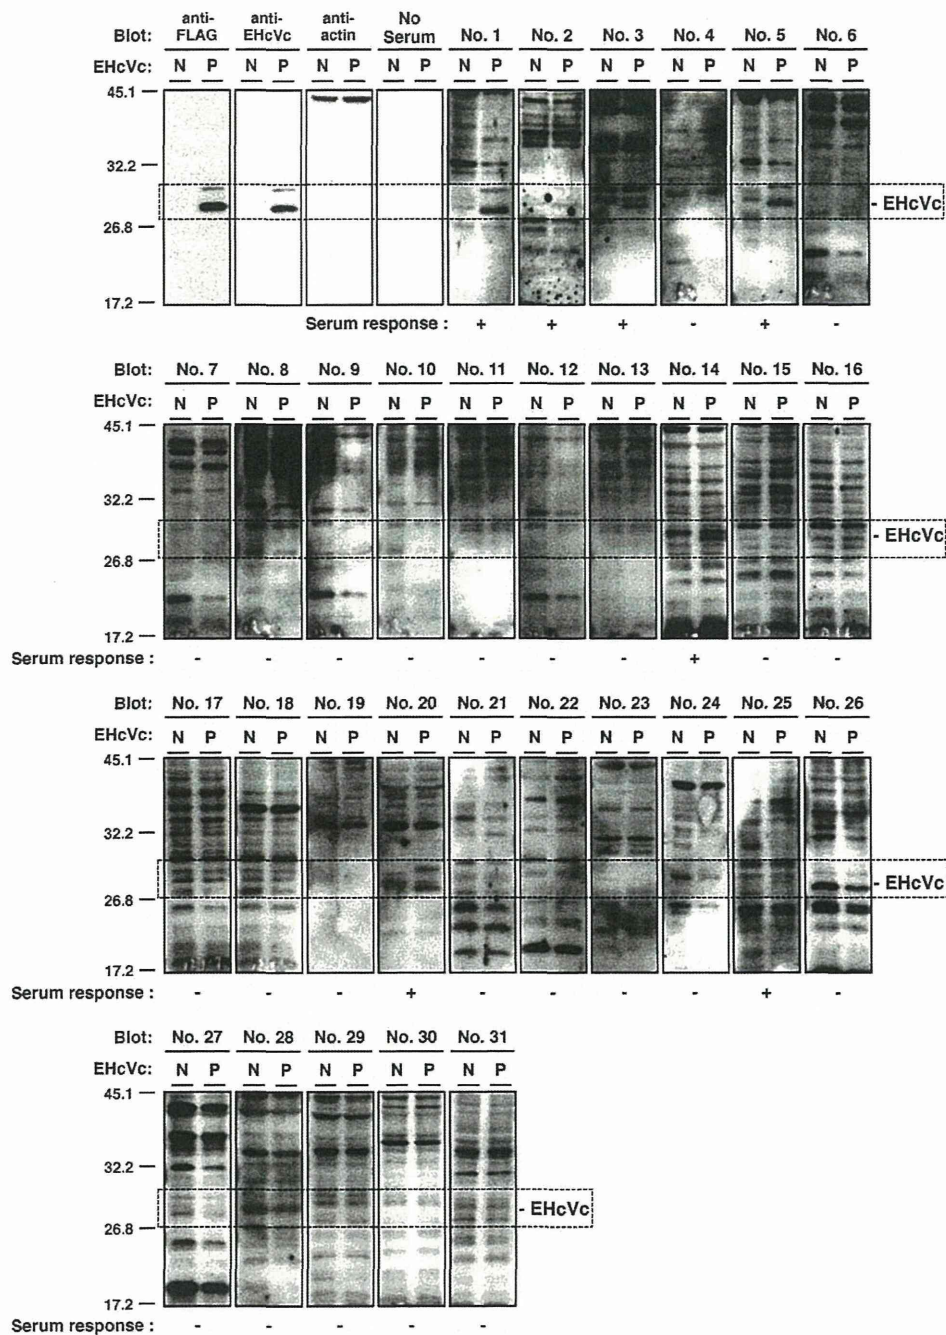 anti- anti- anti- No
Blot: FLAG EHcVc actin Serum No. 1 No. 2 No. 3 No. 4 No. 5 No. 6
EHcVc: N P N P N P N P N P N P N P N P N P N P
45.1
32.2
- EHcVc
26.8
17.2
Serum response : + + + - + -
Blot: No. 7 No. 8 No. 9 No. 10 No. 11 No. 12 No. 13 No. 14 No. 15 No. 16
EHcVc: N P N P N P N P N P N P N P N P N P N P
45.1
32.2
- EHcVc
26.8
17.2
Serum response : - - - - - - - + - -
Blot: No. 17 No. 18 No. 19 No. 20 No. 21 No. 22 No. 23 No. 24 No. 25 No. 26
EHcVc: N P N P N P N P N P N P N P N P N P N P
45.1
32.2
- EHcVc
26.8
17.2
Serum response : - - - + - - - - + -
Blot: No. 27 No. 28 No. 29 No. 30 No. 31
EHcVc: N P N P N P N P N P
45.1
32.2
- EHcVc
26.8
17.2
Serum response : - - - - -